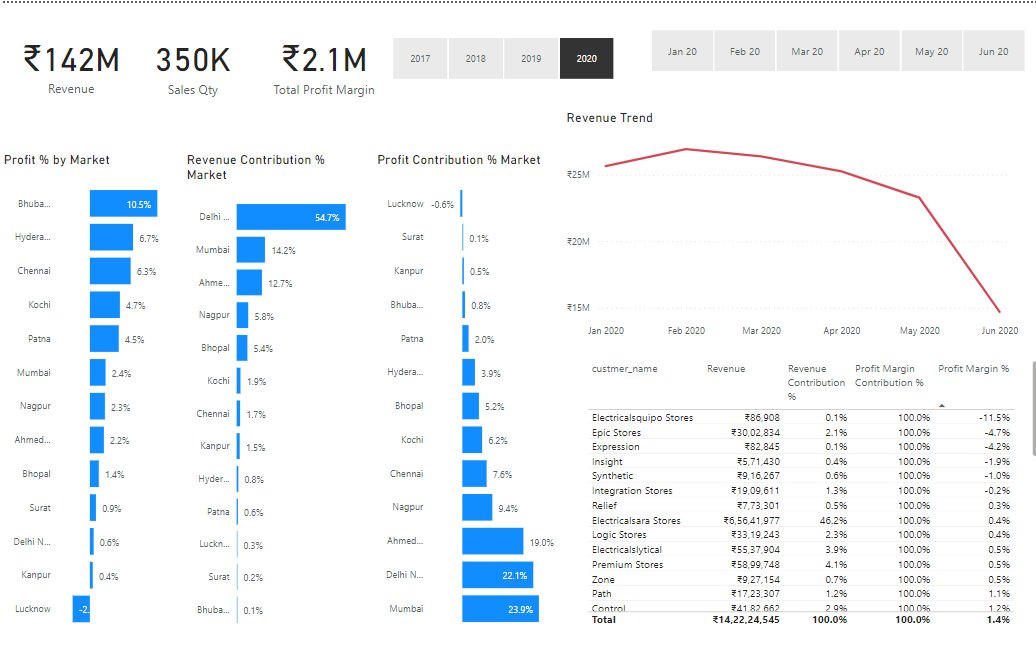 ₹142M
Revenue
350K
Sales Qty
₹2.1M
Total Profit Margin
2017 2018 2019 2020
Jan 20 Feb 20 Mar 20 Apr 20 May 20 Jun 20
Profit % by Market
Bhuba... 10.5%
Hydera... 6.7%
Chennai 6.3%
Kochi 4.7%
Patna 4.5%
Mumbai 2.4%
Nagpur 2.3%
Ahmed... 2.2%
Bhopal 1.4%
Surat 0.9%
Delhi N... 0.6%
Kanpur 0.4%
Lucknow -2.
Revenue Contribution %
Market
Delhi ... 54.7%
Mumbai 14.2%
Ahme... 12.7%
Nagpur 5.8%
Bhopal 5.4%
Kochi 1.9%
Chennai 1.7%
Kanpur 1.5%
Hyder... 0.8%
Patna 0.6%
Luckn... 0.3%
Surat 0.2%
Bhuba... 0.1%
Profit Contribution % Market
Lucknow -0.6%
Surat 0.1%
Kanpur 0.5%
Bhuba... 0.8%
Patna 2.0%
Hydera... 3.9%
Bhopal 5.2%
Kochi 6.2%
Chennai 7.6%
Nagpur 9.4%
Ahmed... 19.0%
Delhi N... 22.1%
Mumbai 23.9%
Revenue Trend
₹25M
₹20M
₹15M
Jan 2020 Feb 2020 Mar 2020 Apr 2020 May 2020 Jun 2020
custmer_name Revenue Revenue Profit Margin Profit Margin %
Contribution Contribution %
%
Electricalsquipo Stores ₹86,908 0.1% 100.0% -11.5%
Epic Stores ₹30,02,834 2.1% 100.0% -4.7%
Expression ₹82,845 0.1% 100.0% -4.2%
Insight ₹5,71,430 0.4% 100.0% -1.9%
Synthetic ₹9,16,267 0.6% 100.0% -1.0%
Integration Stores ₹19,09,611 1.3% 100.0% -0.2%
Relief ₹7,73,301 0.5% 100.0% 0.3%
Electricalsara Stores ₹6,56,41,977 46.2% 100.0% 0.4%
Logic Stores ₹33,19,243 2.3% 100.0% 0.4%
Electricalslytical ₹55,37,904 3.9% 100.0% 0.5%
Premium Stores ₹58,99,748 4.1% 100.0% 0.5%
Zone ₹9,27,154 0.7% 100.0% 0.5%
Path ₹17,23,307 1.2% 100.0% 1.1%
Control ₹41,82,662 2.9% 100.0% 1.2%
Total ₹14,22,24,545 100.0% 100.0% 1.4%